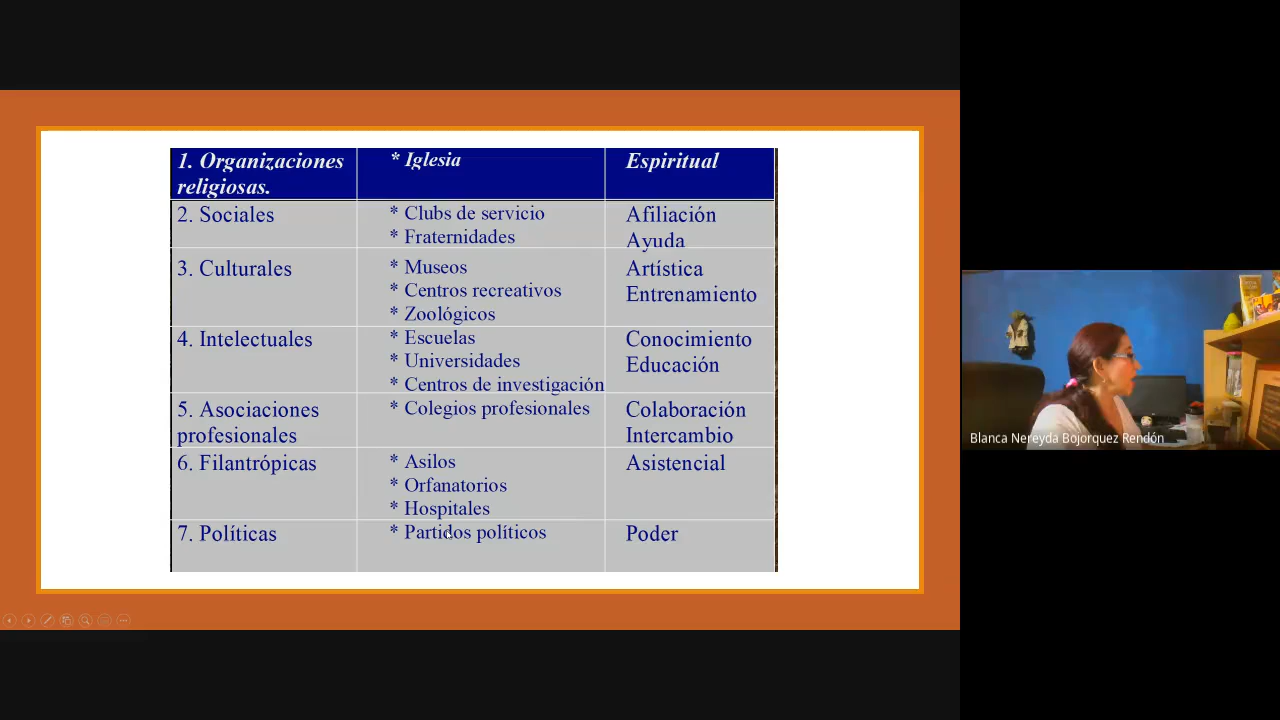 1. Organizaciones
religiosas.
* Iglesia
Espiritual
2. Sociales
* Clubs de servicio
* Fraternidades
Afiliación
Ayuda
3. Culturales
* Museos
* Centros recreativos
* Zoológicos
Artística
Entrenamiento
4. Intelectuales
* Escuelas
* Universidades
* Centros de investigación
Conocimiento
Educación
5. Asociaciones
profesionales
* Colegios profesionales
Colaboración
Intercambio
6. Filantrópicas
* Asilos
* Orfanatorios
* Hospitales
Asistencial
7. Políticas
* Partidos políticos
Poder
Blanca Nereyda Bojorquez Rendón